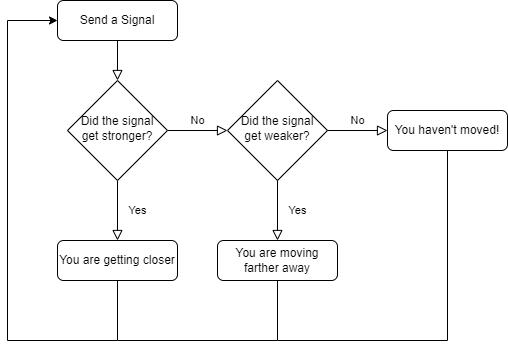 Send a Signal
Did the signal
get stronger?
No
Did the signal
get weaker?
No
You haven't moved!
Yes
Yes
You are getting closer
You are moving
farther away